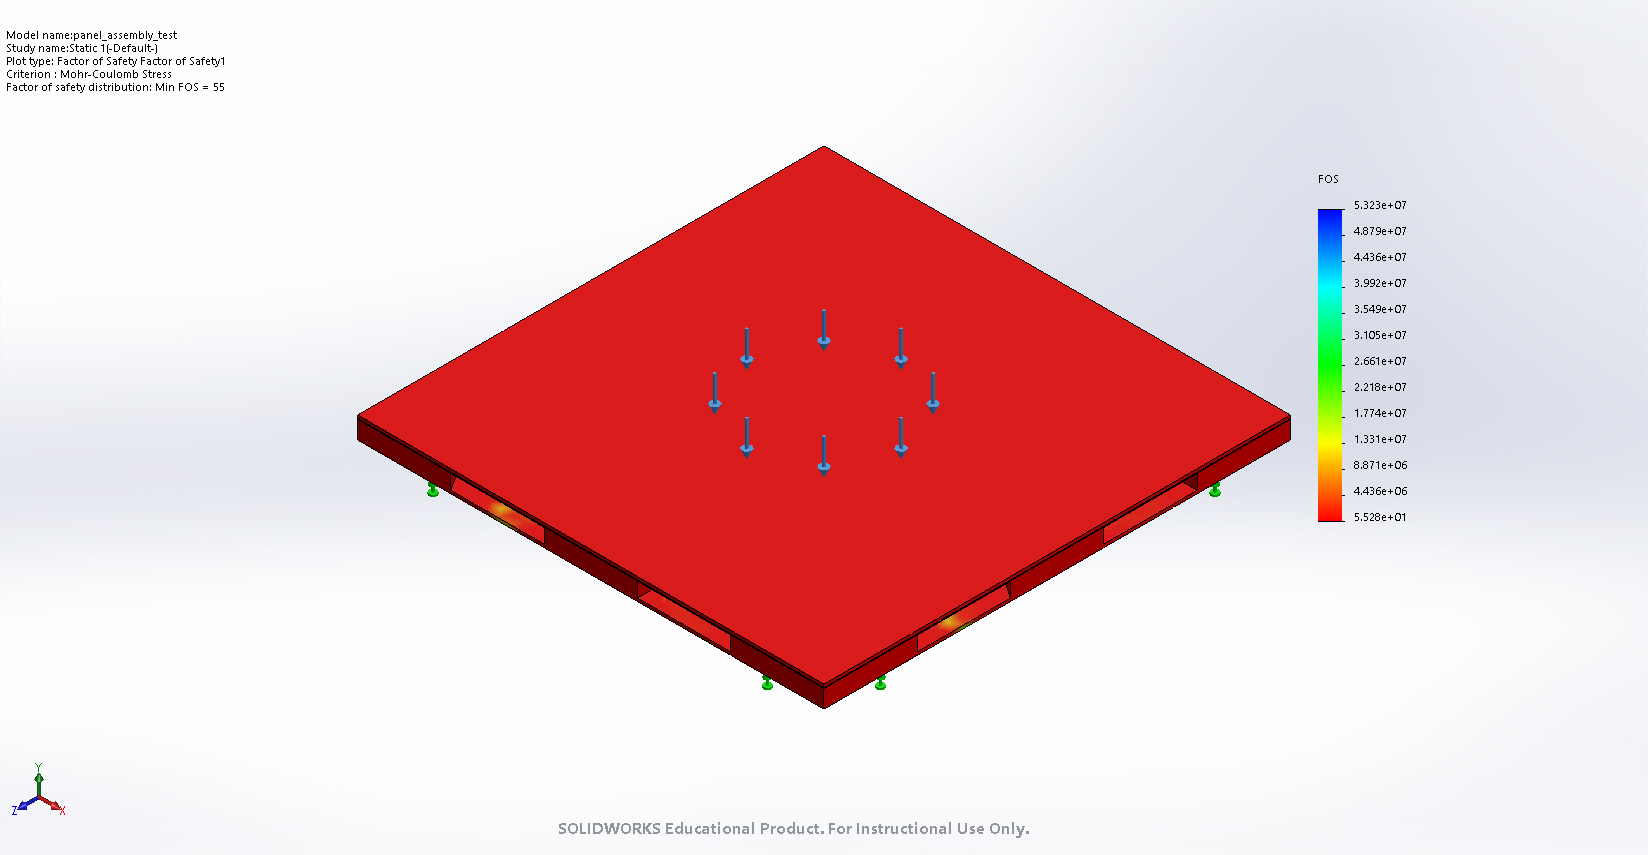 Model name:panel_assembly_test
Study name:Static 1(-Default-)
Plot type: Factor of Safety Factor of Safety1
Criterion : Mohr-Coulomb Stress
Factor of safety distribution: Min FOS = 55
FOS
5.323e+07
4.879e+07
4.436e+07
3.992e+07
3.549e+07
3.105e+07
2.661e+07
2.218e+07
1.774e+07
1.331e+07
8.871e+06
4.436e+06
5.528e+01
Y
Z
X
SOLIDWORKS Educational Product. For Instructional Use Only.